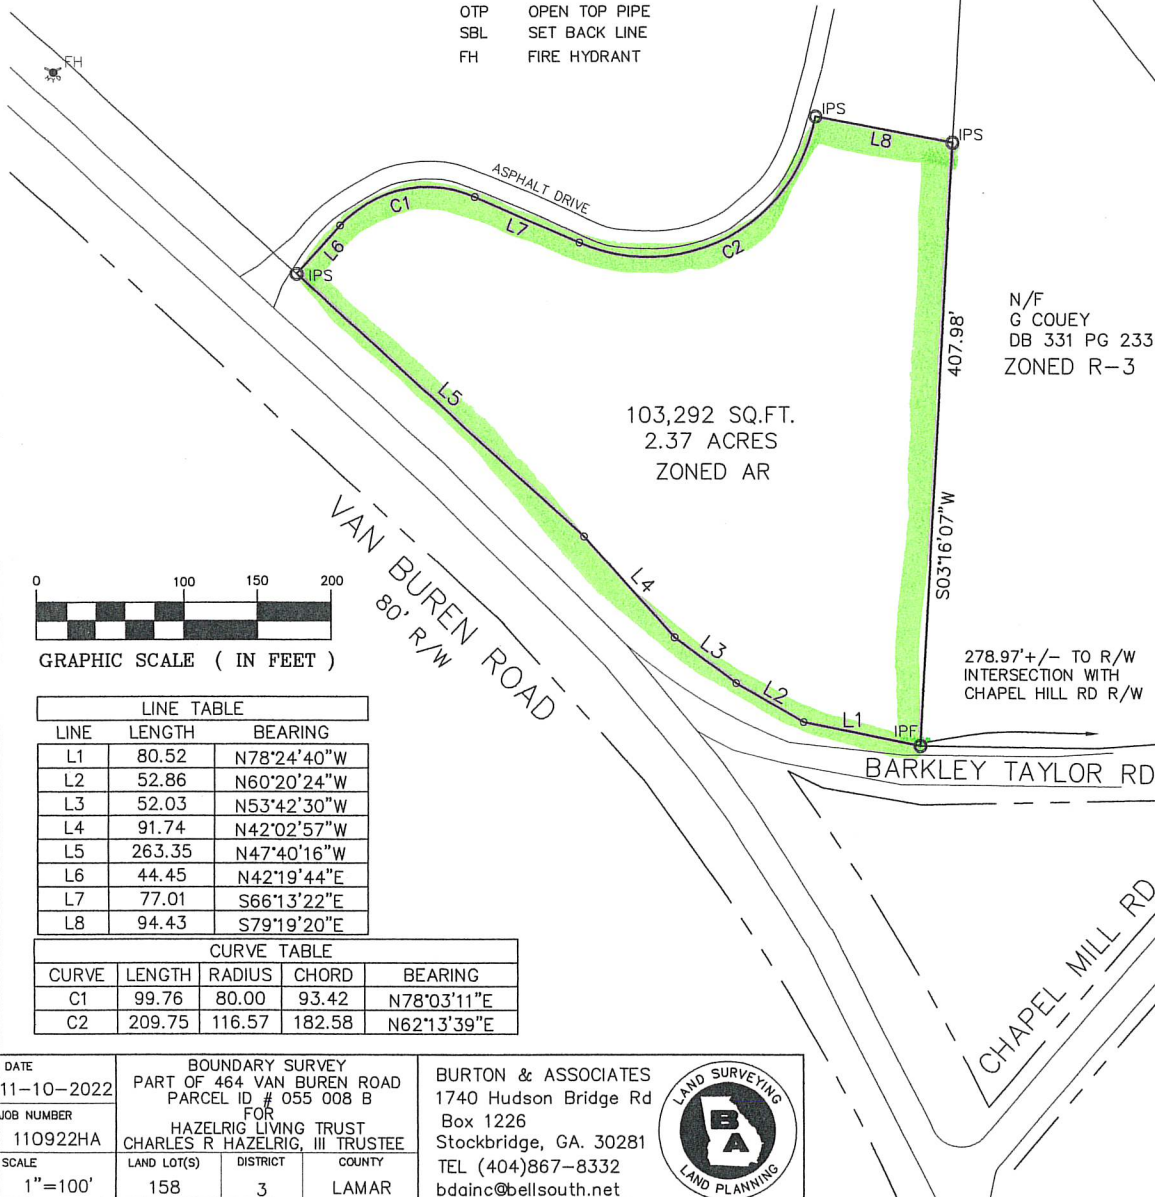 OTP OPEN TOP PIPE
SBL SET BACK LINE
FH FIRE HYDRANT
FH
IPS
L8
IPS
ASPHALT DRIVE
C1
L7
C2
L6
IPS
N/F
G COUEY
DB 331 PG 233
ZONED R-3
407.98'
S03°16'07"W
L5
103,292 SQ.FT.
2.37 ACRES
ZONED AR
VAN BUREN ROAD
80' R/W
L4
L3
L2
L1
IPF
278.97'+/- TO R/W
INTERSECTION WITH
CHAPEL HILL RD R/W
BARKLEY TAYLOR RD
CHAPEL MILL RD
0 100 150 200
GRAPHIC SCALE ( IN FEET )
LINE TABLE
LINE LENGTH BEARING
L1 80.52 N78°24'40"W
L2 52.86 N60°20'24"W
L3 52.03 N53°42'30"W
L4 91.74 N42°02'57"W
L5 263.35 N47°40'16"W
L6 44.45 N42°19'44"E
L7 77.01 S66°13'22"E
L8 94.43 S79°19'20"E
CURVE TABLE
CURVE LENGTH RADIUS CHORD BEARING
C1 99.76 80.00 93.42 N78°03'11"E
C2 209.75 116.57 182.58 N62°13'39"E
DATE
11-10-2022
JOB NUMBER
110922HA
SCALE
1"=100'
BOUNDARY SURVEY
PART OF 464 VAN BUREN ROAD
PARCEL ID # 055 008 B
FOR
HAZELRIG LIVING TRUST
CHARLES R HAZELRIG, III TRUSTEE
LAND LOT(S) DISTRICT COUNTY
158 3 LAMAR
BURTON & ASSOCIATES
1740 Hudson Bridge Rd
Box 1226
Stockbridge, GA. 30281
TEL (404)867-8332
bdainc@bellsouth.net
LAND SURVEYING
B
A
LAND PLANNING